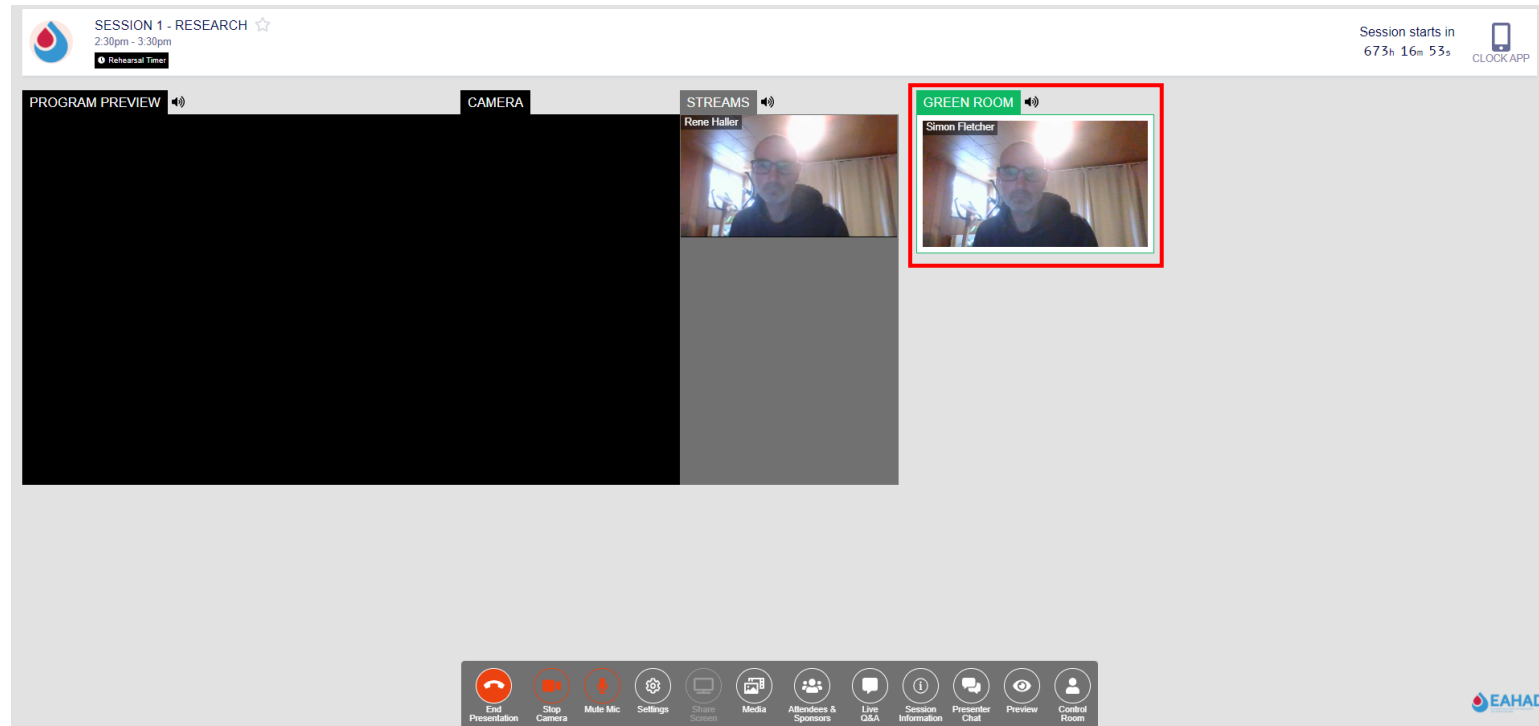 SESSION 1 - RESEARCH
2:30pm - 3:30pm
Rehearsal Timer
Session starts in
673h 16m 53s
CLOCK APP
PROGRAM PREVIEW
CAMERA
STREAMS
GREEN ROOM
Rene Haller
Simon Fletcher
End Presentation
Stop Camera
Mute Mic
Settings
Share Screen
Media
Attendees & Sponsors
Live Q&A
Session Information
Presenter Chat
Preview
Control Room
EAHAD